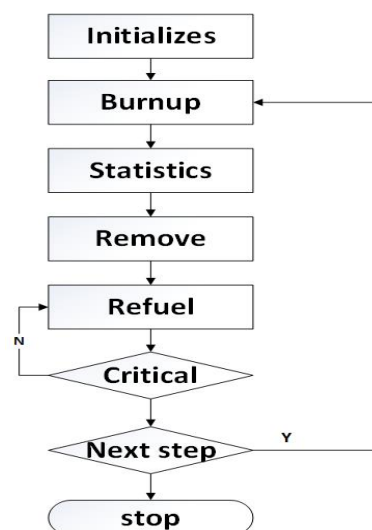 Initializes
Burnup
Statistics
Remove
Refuel
N
Critical
Next step
Y
stop